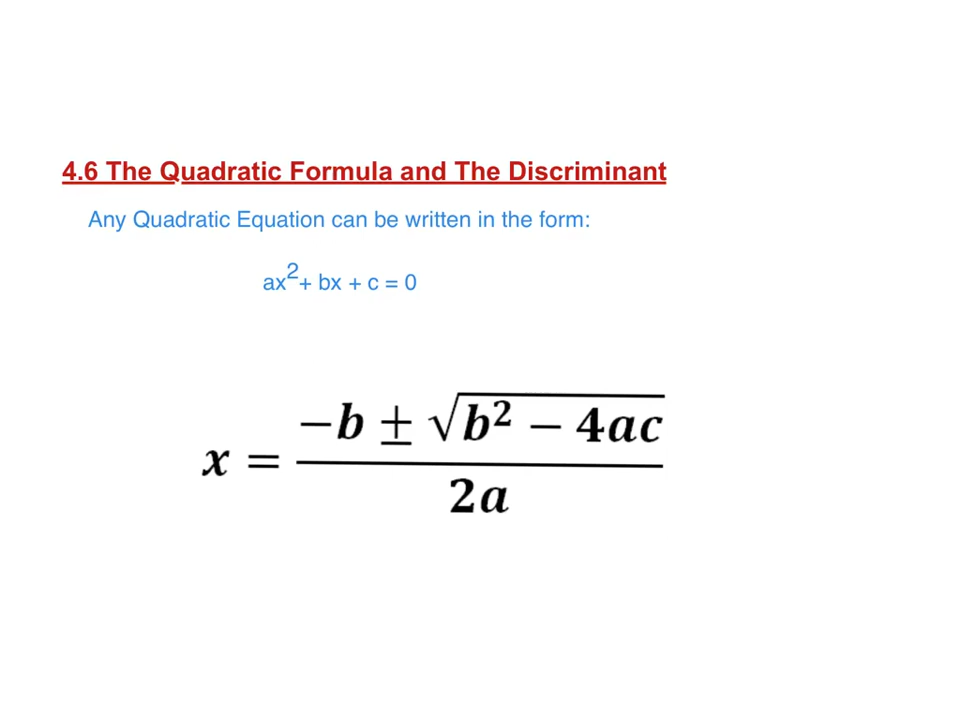 4.6 The Quadratic Formula and The Discriminant
Any Quadratic Equation can be written in the form:
ax² + bx + c = 0
x = (−b ± √(b² − 4ac)) / 2a